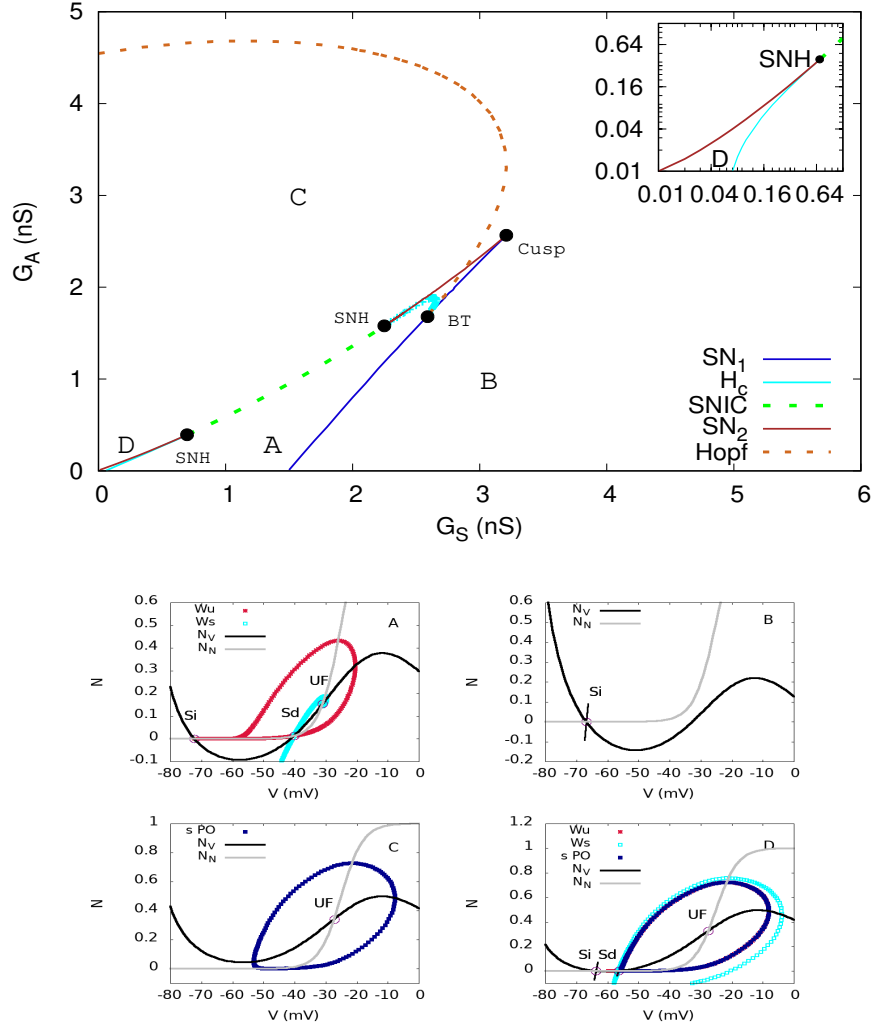 5
4
3
2
1
0
G_A (nS)
0 1 2 3 4 5 6
G_S (nS)
C
Cusp
SNH
BT
B
D
SNH
A
SN_1
H_c
SNIC
SN_2
Hopf
0.64
0.16
0.04
0.01
SNH
D
0.01 0.04 0.16 0.64
0.6
0.5
0.4
0.3
0.2
0.1
0
-0.1
N
Wu
Ws
N_V
N_N
A
UF
Si
Sd
-80 -70 -60 -50 -40 -30 -20 -10 0
V (mV)
0.6
0.5
0.4
0.3
0.2
0.1
0
-0.1
-0.2
N
N_V
N_N
B
Si
-80 -70 -60 -50 -40 -30 -20 -10 0
V (mV)
1
0.8
0.6
0.4
0.2
0
N
s PO
N_V
N_N
C
UF
-80 -70 -60 -50 -40 -30 -20 -10 0
V (mV)
1.2
1
0.8
0.6
0.4
0.2
0
N
Wu
Ws
s PO
N_V
N_N
D
UF
Si Sd
-80 -70 -60 -50 -40 -30 -20 -10 0
V (mV)